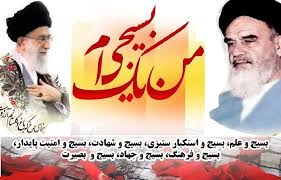 من یک بسیجی ام
بسیج و علم، بسیج و استکبار ستیزی، بسیج و شهادت، بسیج و امنیت پایدار،
بسیج و فرهنگ، بسیج و جهاد، بسیج و بصیرت